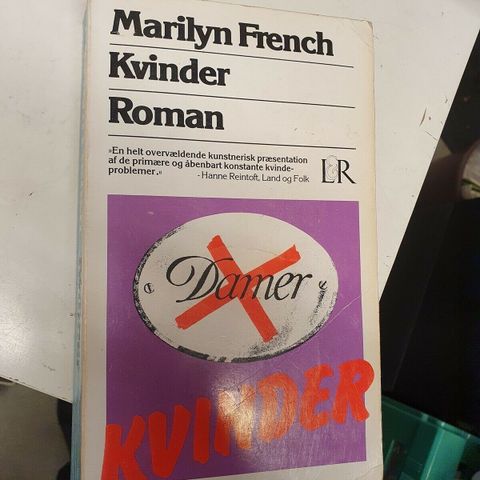 Marilyn French
Kvinder
Roman
»En helt overvældende kunstnerisk præsentation
af de primære og åbenbart konstante kvinde-
problemer.«
- Hanne Reintoft, Land og Folk
L&R
Damer
KVINDER